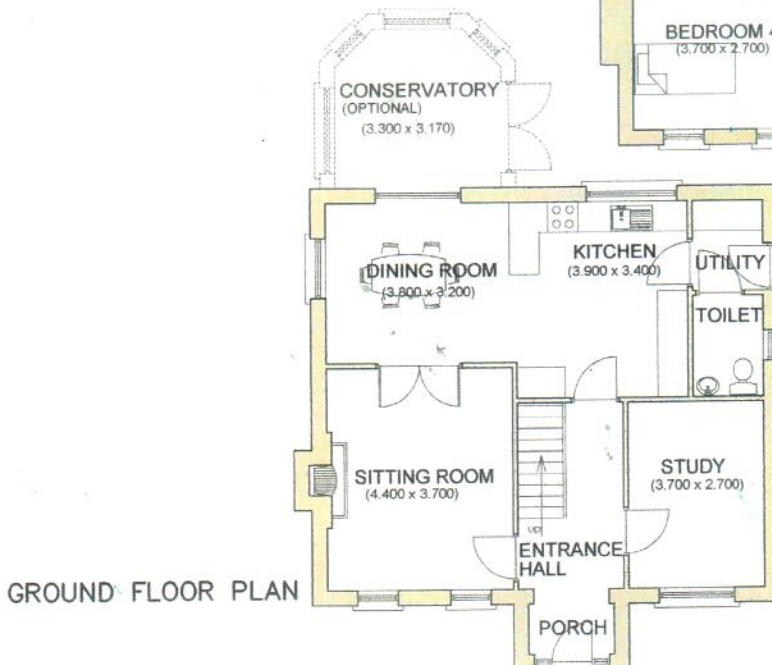 BEDROOM 4
(3.700 x 2.700)
CONSERVATORY
(OPTIONAL)
(3.300 x 3.170)
KITCHEN
(3.900 x 3.400)
UTILITY
DINING ROOM
(3.800 x 3.200)
TOILET
SITTING ROOM
(4.400 x 3.700)
STUDY
(3.700 x 2.700)
up
ENTRANCE
HALL
GROUND FLOOR PLAN
PORCH